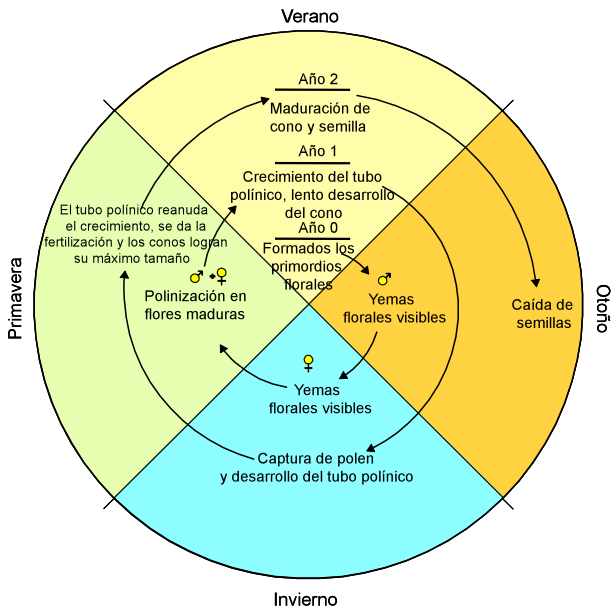 Verano
Año 2
Maduración de
cono y semilla
Año 1
Crecimiento del tubo
polínico, lento desarrollo
del cono
Año 0
Formados los
primordios
florales
El tubo polínico reanuda
el crecimiento, se da la
fertilización y los conos logran
su máximo tamaño
♂ ♀
Polinización en
flores maduras
Primavera
♂
Yemas
florales visibles
Caída de
semillas
Otoño
♀
Yemas
florales visibles
Captura de polen
y desarrollo del tubo polínico
Invierno